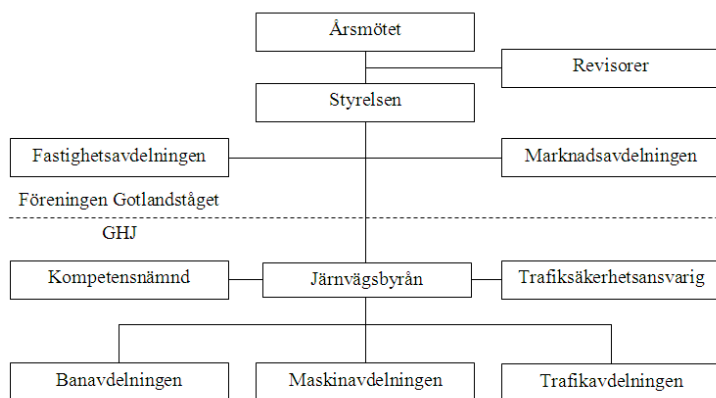 Årsmötet
Revisorer
Styrelsen
Fastighetsavdelningen
Marknadsavdelningen
Föreningen Gotlandståget
GHJ
Kompetensnämnd
Järnvägsbyrån
Trafiksäkerhetsansvarig
Banavdelningen
Maskinavdelningen
Trafikavdelningen